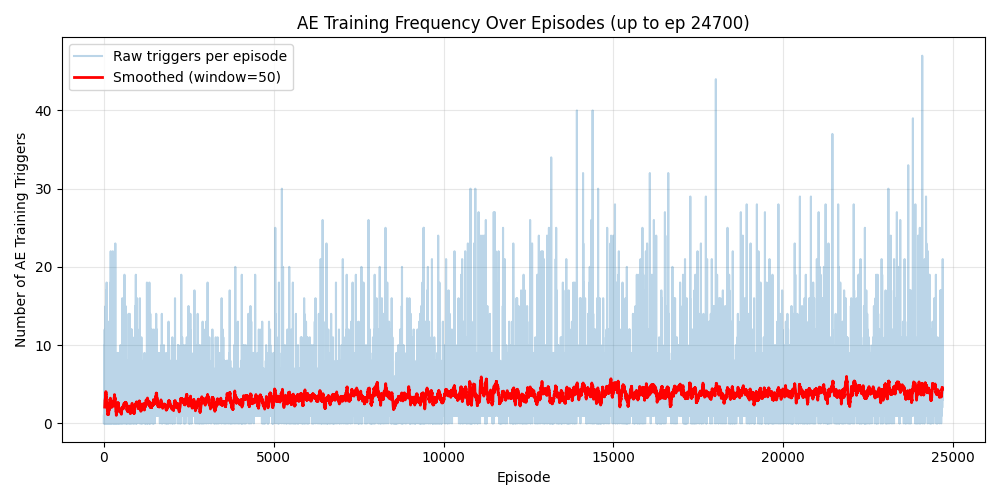 AE Training Frequency Over Episodes (up to ep 24700)
Raw triggers per episode
Smoothed (window=50)
Number of AE Training Triggers
40
30
20
10
0
0
5000
10000
15000
20000
25000
Episode